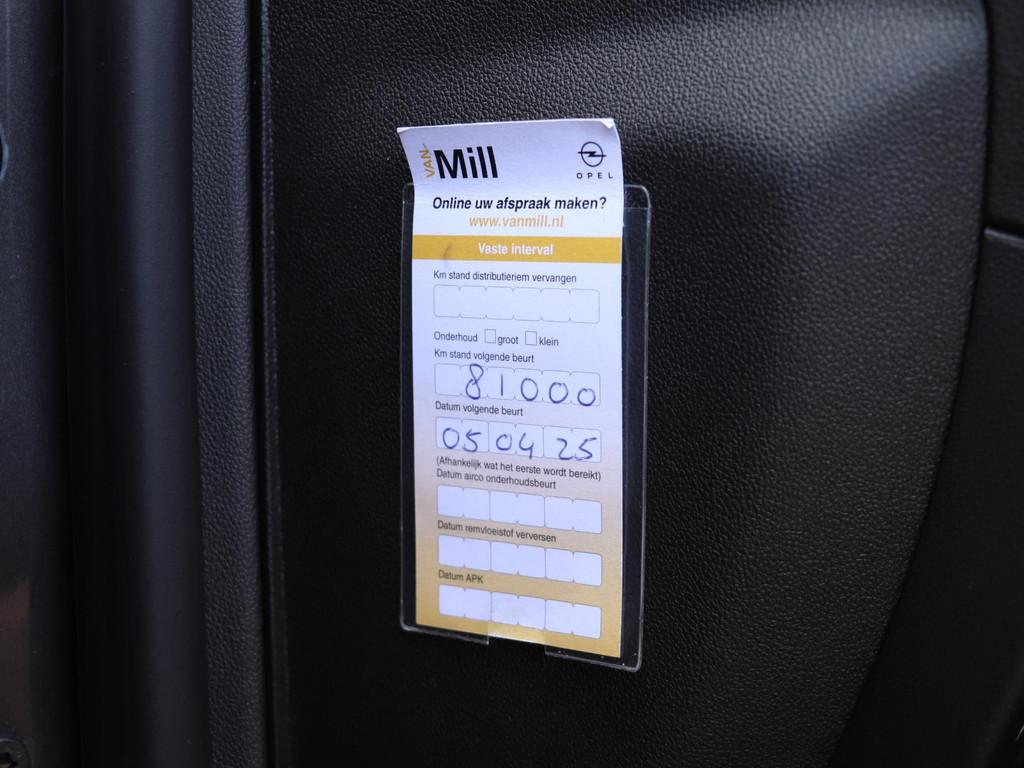 VAN Mill
OPEL
Online uw afspraak maken?
www.vanmill.nl
Vaste interval
Km stand distributieriem vervangen
Onderhoud groot klein
Km stand volgende beurt
81000
Datum volgende beurt
05 04 25
(Afhankelijk wat het eerste wordt bereikt)
Datum airco onderhoudsbeurt
Datum remvloeistof verversen
Datum APK